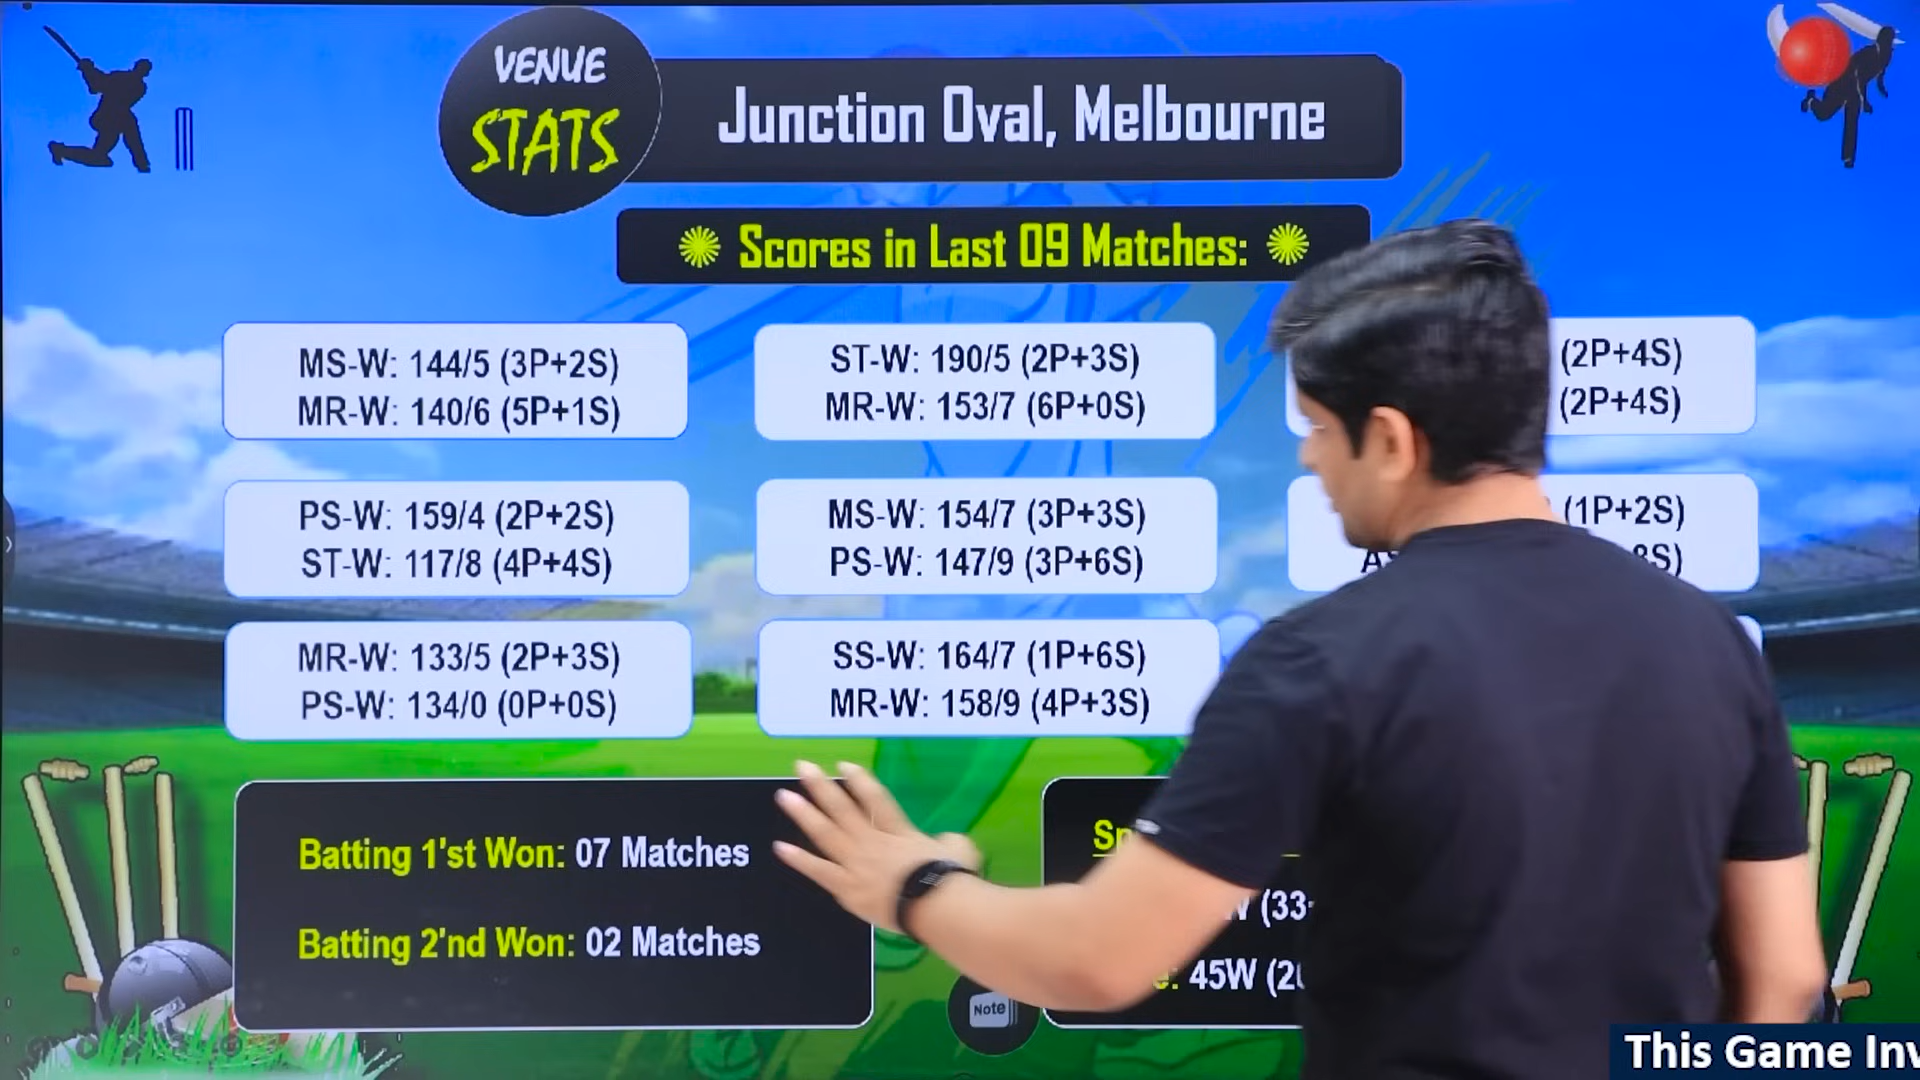 VENUE
STATS
Junction Oval, Melbourne
Scores in Last 09 Matches:
MS-W: 144/5 (3P+2S)
MR-W: 140/6 (5P+1S)
ST-W: 190/5 (2P+3S)
MR-W: 153/7 (6P+0S)
(2P+4S)
(2P+4S)
PS-W: 159/4 (2P+2S)
ST-W: 117/8 (4P+4S)
MS-W: 154/7 (3P+3S)
PS-W: 147/9 (3P+6S)
(1P+2S)
MR-W: 133/5 (2P+3S)
PS-W: 134/0 (0P+0S)
SS-W: 164/7 (1P+6S)
MR-W: 158/9 (4P+3S)
Batting 1'st Won: 07 Matches
Batting 2'nd Won: 02 Matches
45W
Note
This Game